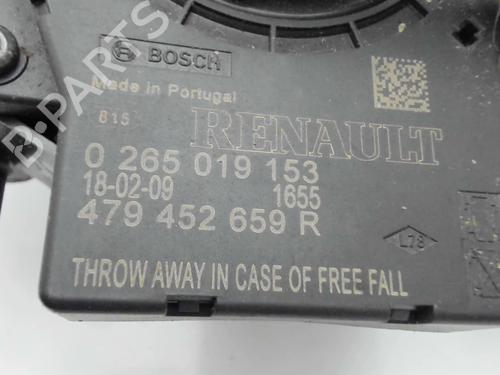 BOSCH
Made in Portugal
815
RENAULT
0 265 019 153
18-02-09 1655
479 452 659 R
L78
THROW AWAY IN CASE OF FREE FALL
B-PARTS